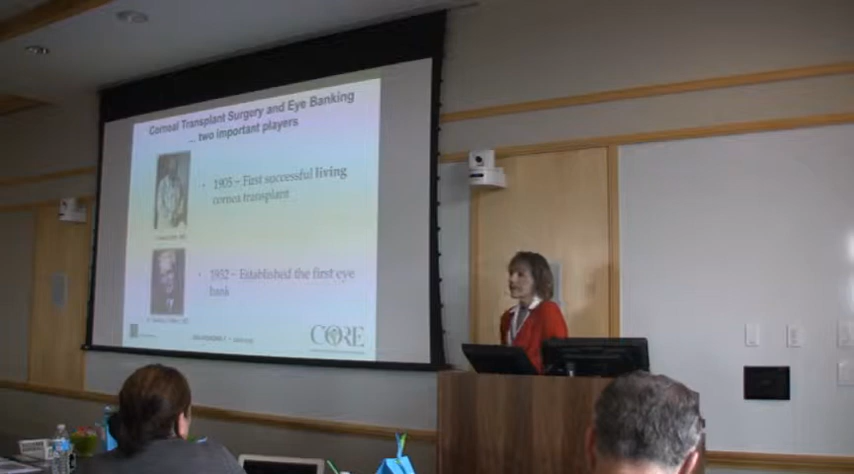 Corneal Transplant Surgery and Eye Banking
... two important players
• 1905 – First successful living
cornea transplant
• 1932 – Established the first eye
bank
CORE